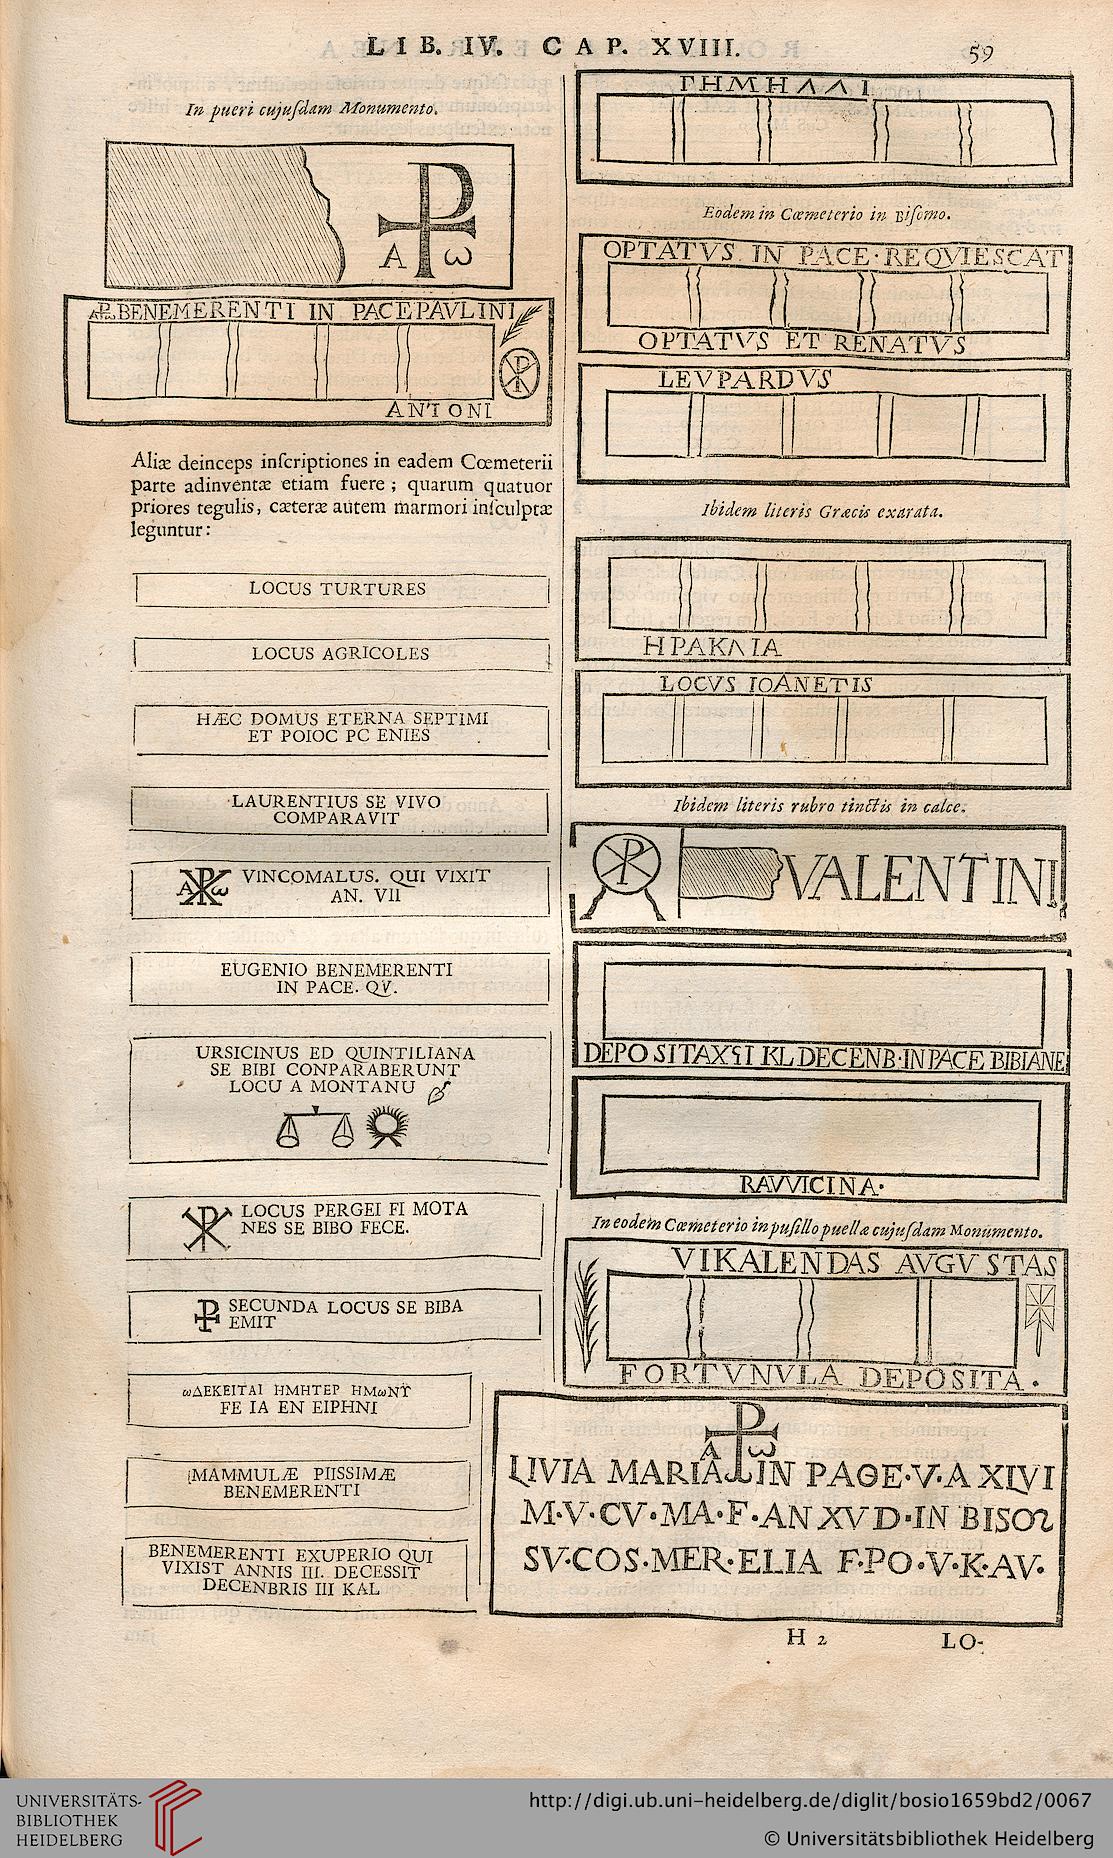 LIB. IV. CAP. XVIII. 59
In pueri cujuſdam Monumento.
A ω
BENEMERENTI IN PACE PAVLINI
ANTONI
Aliæ deinceps inſcriptiones in eadem Cœmeterii
parte adinventæ etiam fuere ; quarum quatuor
priores tegulis, cæteræ autem marmori inſculptæ
leguntur :
LOCUS TURTURES
LOCUS AGRICOLES
HÆC DOMUS ETERNA SEPTIMI
ET POIOC PC ENIES
LAURENTIUS SE VIVO
COMPARAVIT
A ω VINCOMALUS. QUI VIXIT
AN. VII
EUGENIO BENEMERENTI
IN PACE. QV.
URSICINUS ED QUINTILIANA
SE BIBI CONPARABERUNT
LOCU A MONTANU
LOCUS PERGEI FI MOTA
NES SE BIBO FECE.
SECUNDA LOCUS SE BIBA
EMIT
ωΔEKEITAI HMHTEP HMωNT
FE IA EN EIPHNI
MAMMULÆ PIISSIMÆ
BENEMERENTI
BENEMERENTI EXUPERIO QUI
VIXIST ANNIS III. DECESSIT
DECENBRIS III KAL
ΓHMHΛΛI
Eodem in Cœmeterio in Biſomo.
OPTATVS IN PACE · REQVIESCAT
OPTATVS ET RENATVS
LEVPARDVS
Ibidem literis Græcis exarata.
HPAKΛIA
LOCVS IOANETIS
Ibidem literis rubro tinctis in calce.
VALENTINI
DEPOSITAXϚI KL DECENB·IN PACE BIBIANE
RAVVICINA·
In eodem Cœmeterio in puſillo puellæ cujuſdam Monumento.
VIKALENDAS AVGVSTAS
FORTVNVLA DEPOSITA ·
A ω
LIVIA MARIA IN PAΘE·V·A XLVI
M·V·CV·MA·F·AN XV D·IN BISOϨ
SV·COS·MER·ELIA F·PO·V·K·AV·
H 2 LO-
UNIVERSITÄTS-
BIBLIOTHEK
HEIDELBERG
http://digi.ub.uni-heidelberg.de/diglit/bosio1659bd2/0067
© Universitätsbibliothek Heidelberg